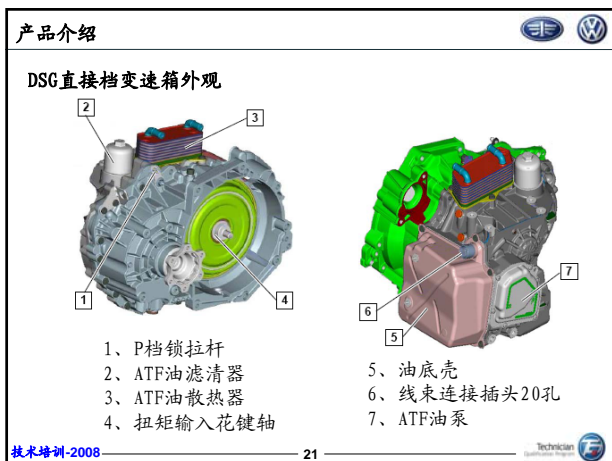 产品介绍
DSG直接档变速箱外观
2
3
1
4
7
6
5
1、P档锁拉杆
2、ATF油滤清器
3、ATF油散热器
4、扭矩输入花键轴
5、油底壳
6、线束连接插头20孔
7、ATF油泵
技术培训-2008
21
Technician
Qualification Program